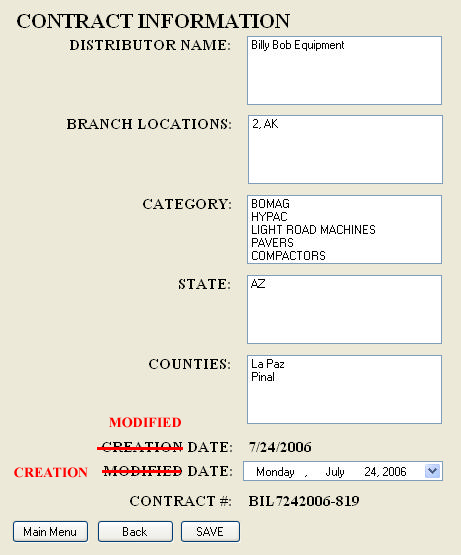 CONTRACT INFORMATION
DISTRIBUTOR NAME: Billy Bob Equipment
BRANCH LOCATIONS: 2, AK
CATEGORY: BOMAG
HYPAC
LIGHT ROAD MACHINES
PAVERS
COMPACTORS
STATE: AZ
COUNTIES: La Paz
Pinal
MODIFIED
CREATION DATE: 7/24/2006
CREATION MODIFIED DATE: Monday , July 24, 2006
CONTRACT #: BIL7242006-819
Main Menu Back SAVE